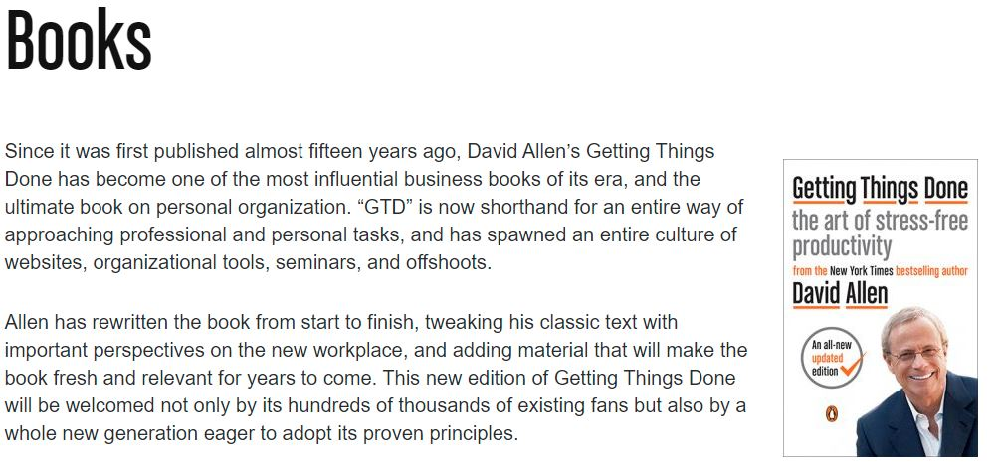 Books
Since it was first published almost fifteen years ago, David Allen’s Getting Things
Done has become one of the most influential business books of its era, and the
ultimate book on personal organization. “GTD” is now shorthand for an entire way of
approaching professional and personal tasks, and has spawned an entire culture of
websites, organizational tools, seminars, and offshoots.
Allen has rewritten the book from start to finish, tweaking his classic text with
important perspectives on the new workplace, and adding material that will make the
book fresh and relevant for years to come. This new edition of Getting Things Done
will be welcomed not only by its hundreds of thousands of existing fans but also by a
whole new generation eager to adopt its proven principles.
Getting Things Done
the art of stress-free
productivity
from the New York Times bestselling author
David Allen
An all-new
updated
edition